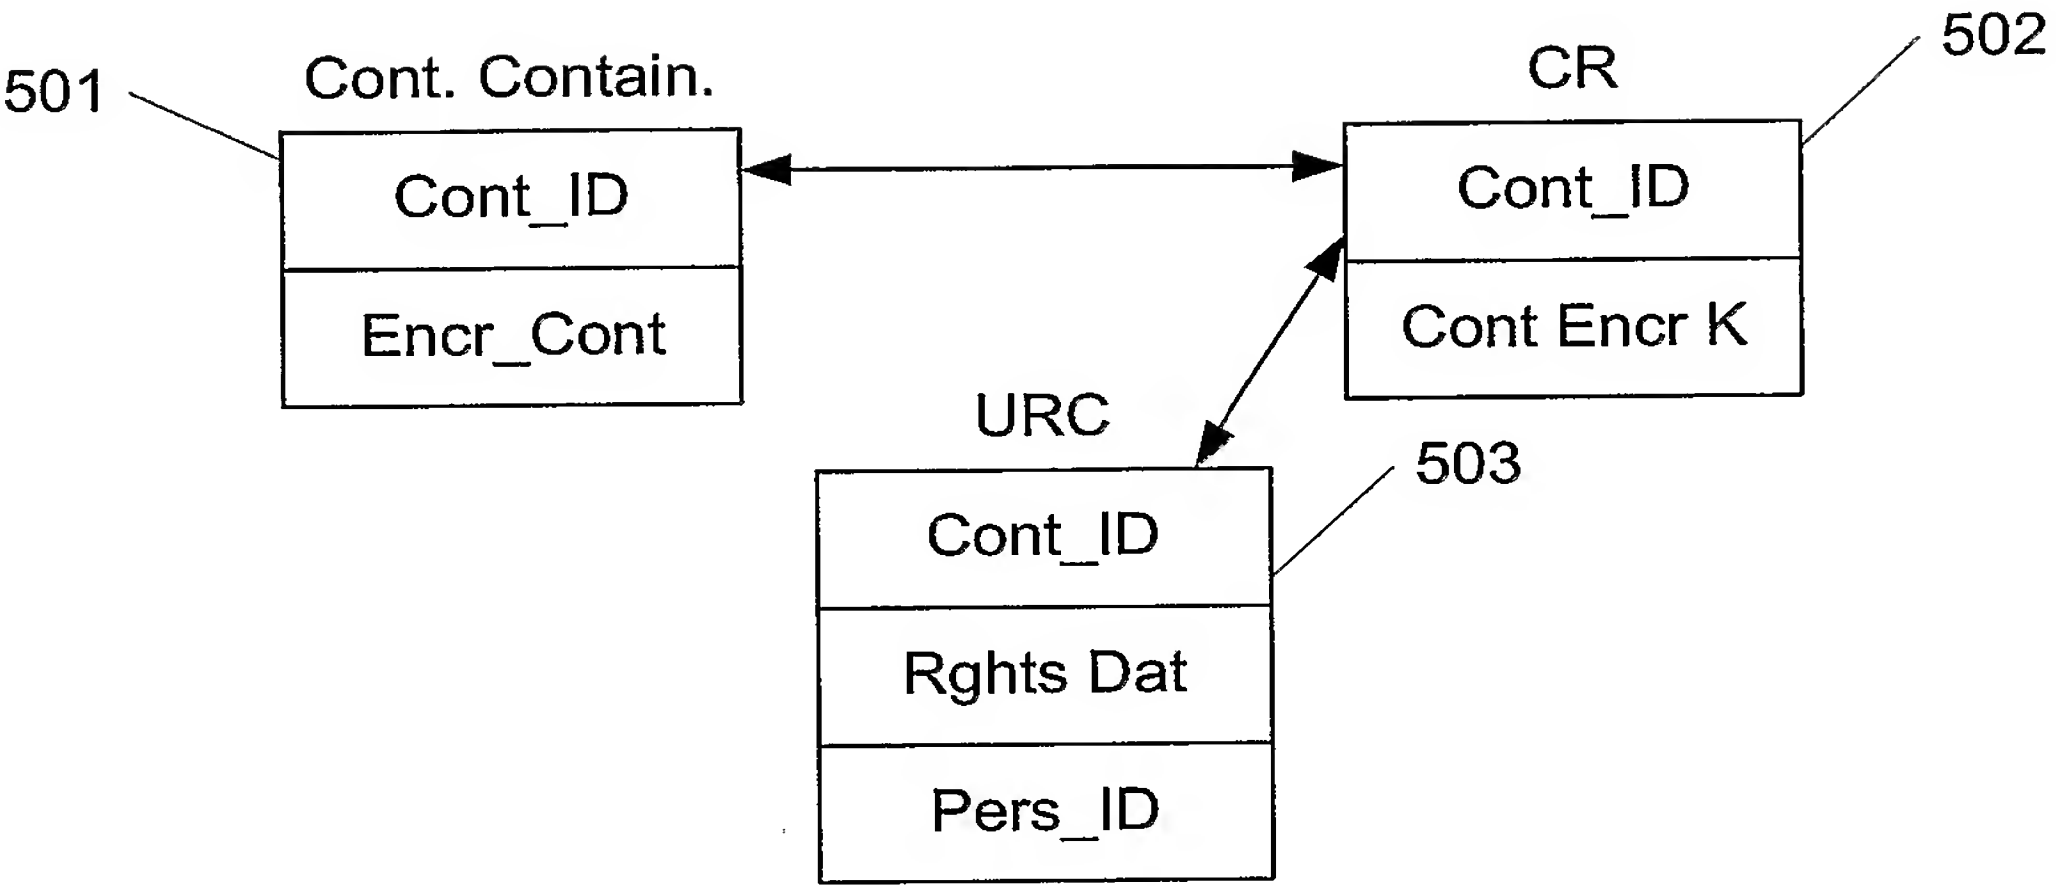 501
Cont. Contain.
CR
502
Cont_ID
Cont_ID
Encr_Cont
Cont Encr K
URC
503
Cont_ID
Rghts Dat
Pers_ID